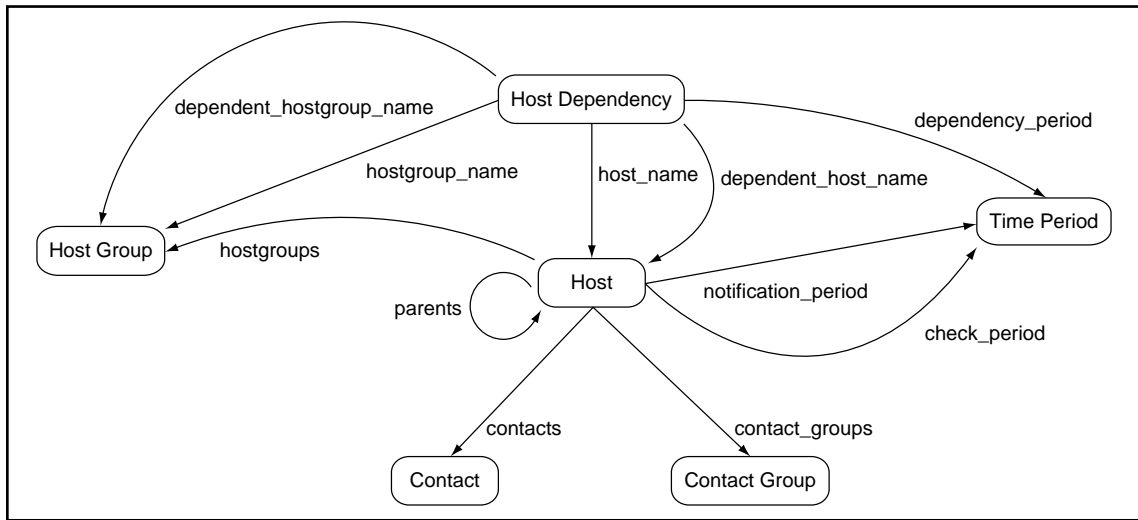 Host Dependency
dependent_hostgroup_name
dependency_period
hostgroup_name
host_name
dependent_host_name
Host Group
hostgroups
Time Period
Host
notification_period
parents
check_period
contacts
contact_groups
Contact
Contact Group